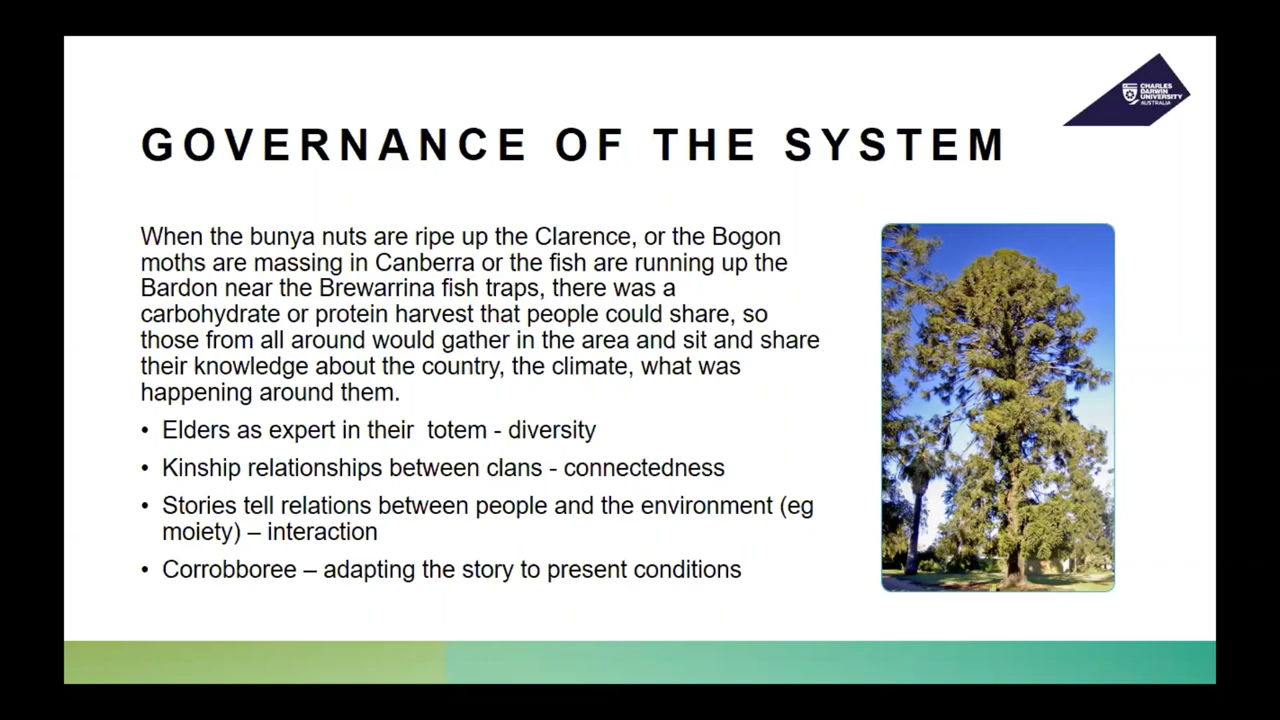 CHARLES
DARWIN
UNIVERSITY
AUSTRALIA
GOVERNANCE OF THE SYSTEM
When the bunya nuts are ripe up the Clarence, or the Bogon
moths are massing in Canberra or the fish are running up the
Bardon near the Brewarrina fish traps, there was a
carbohydrate or protein harvest that people could share, so
those from all around would gather in the area and sit and share
their knowledge about the country, the climate, what was
happening around them.
• Elders as expert in their  totem - diversity
• Kinship relationships between clans - connectedness
• Stories tell relations between people and the environment (eg
moiety) – interaction
• Corrobboree – adapting the story to present conditions